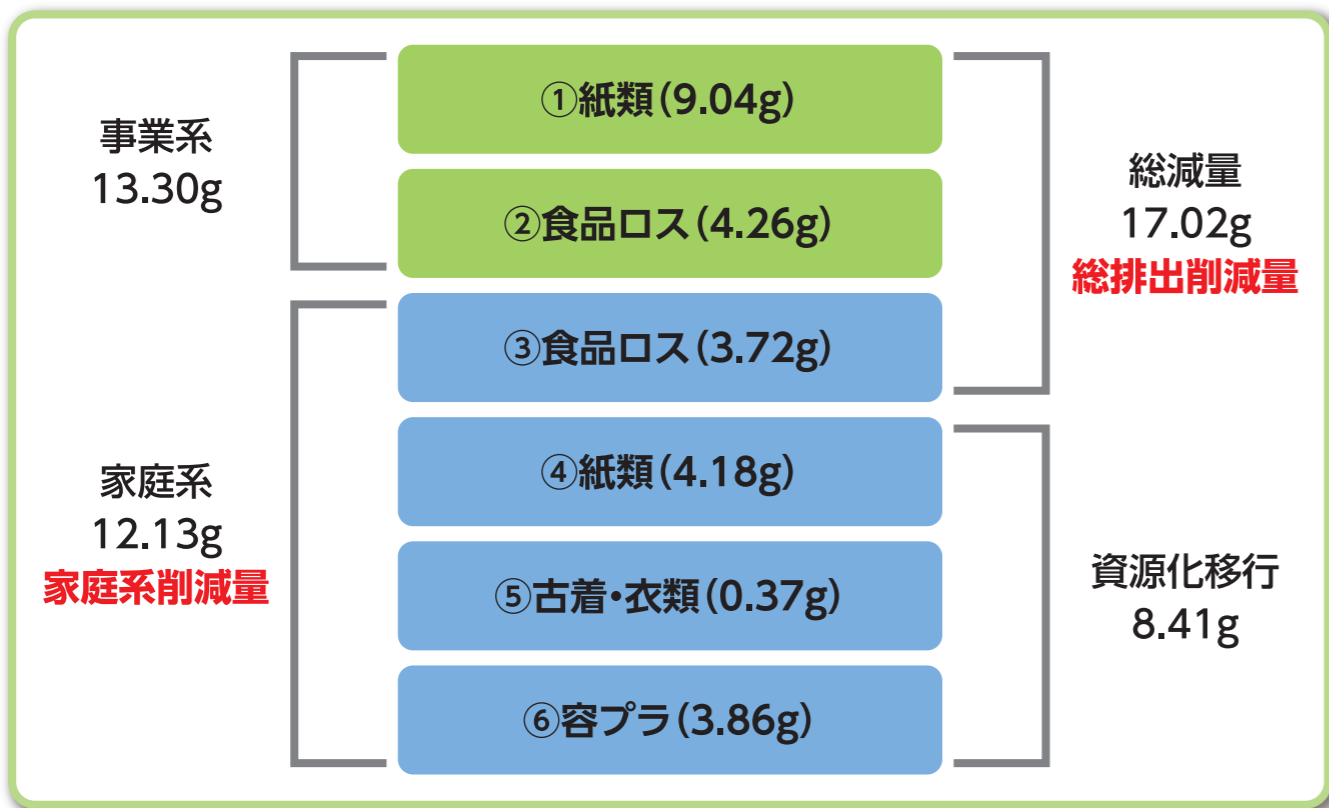 事業系
13.30g
①紙類(9.04g)
②食品ロス(4.26g)
総減量
17.02g
総排出削減量
③食品ロス(3.72g)
家庭系
12.13g
家庭系削減量
④紙類(4.18g)
⑤古着・衣類(0.37g)
⑥容プラ(3.86g)
資源化移行
8.41g